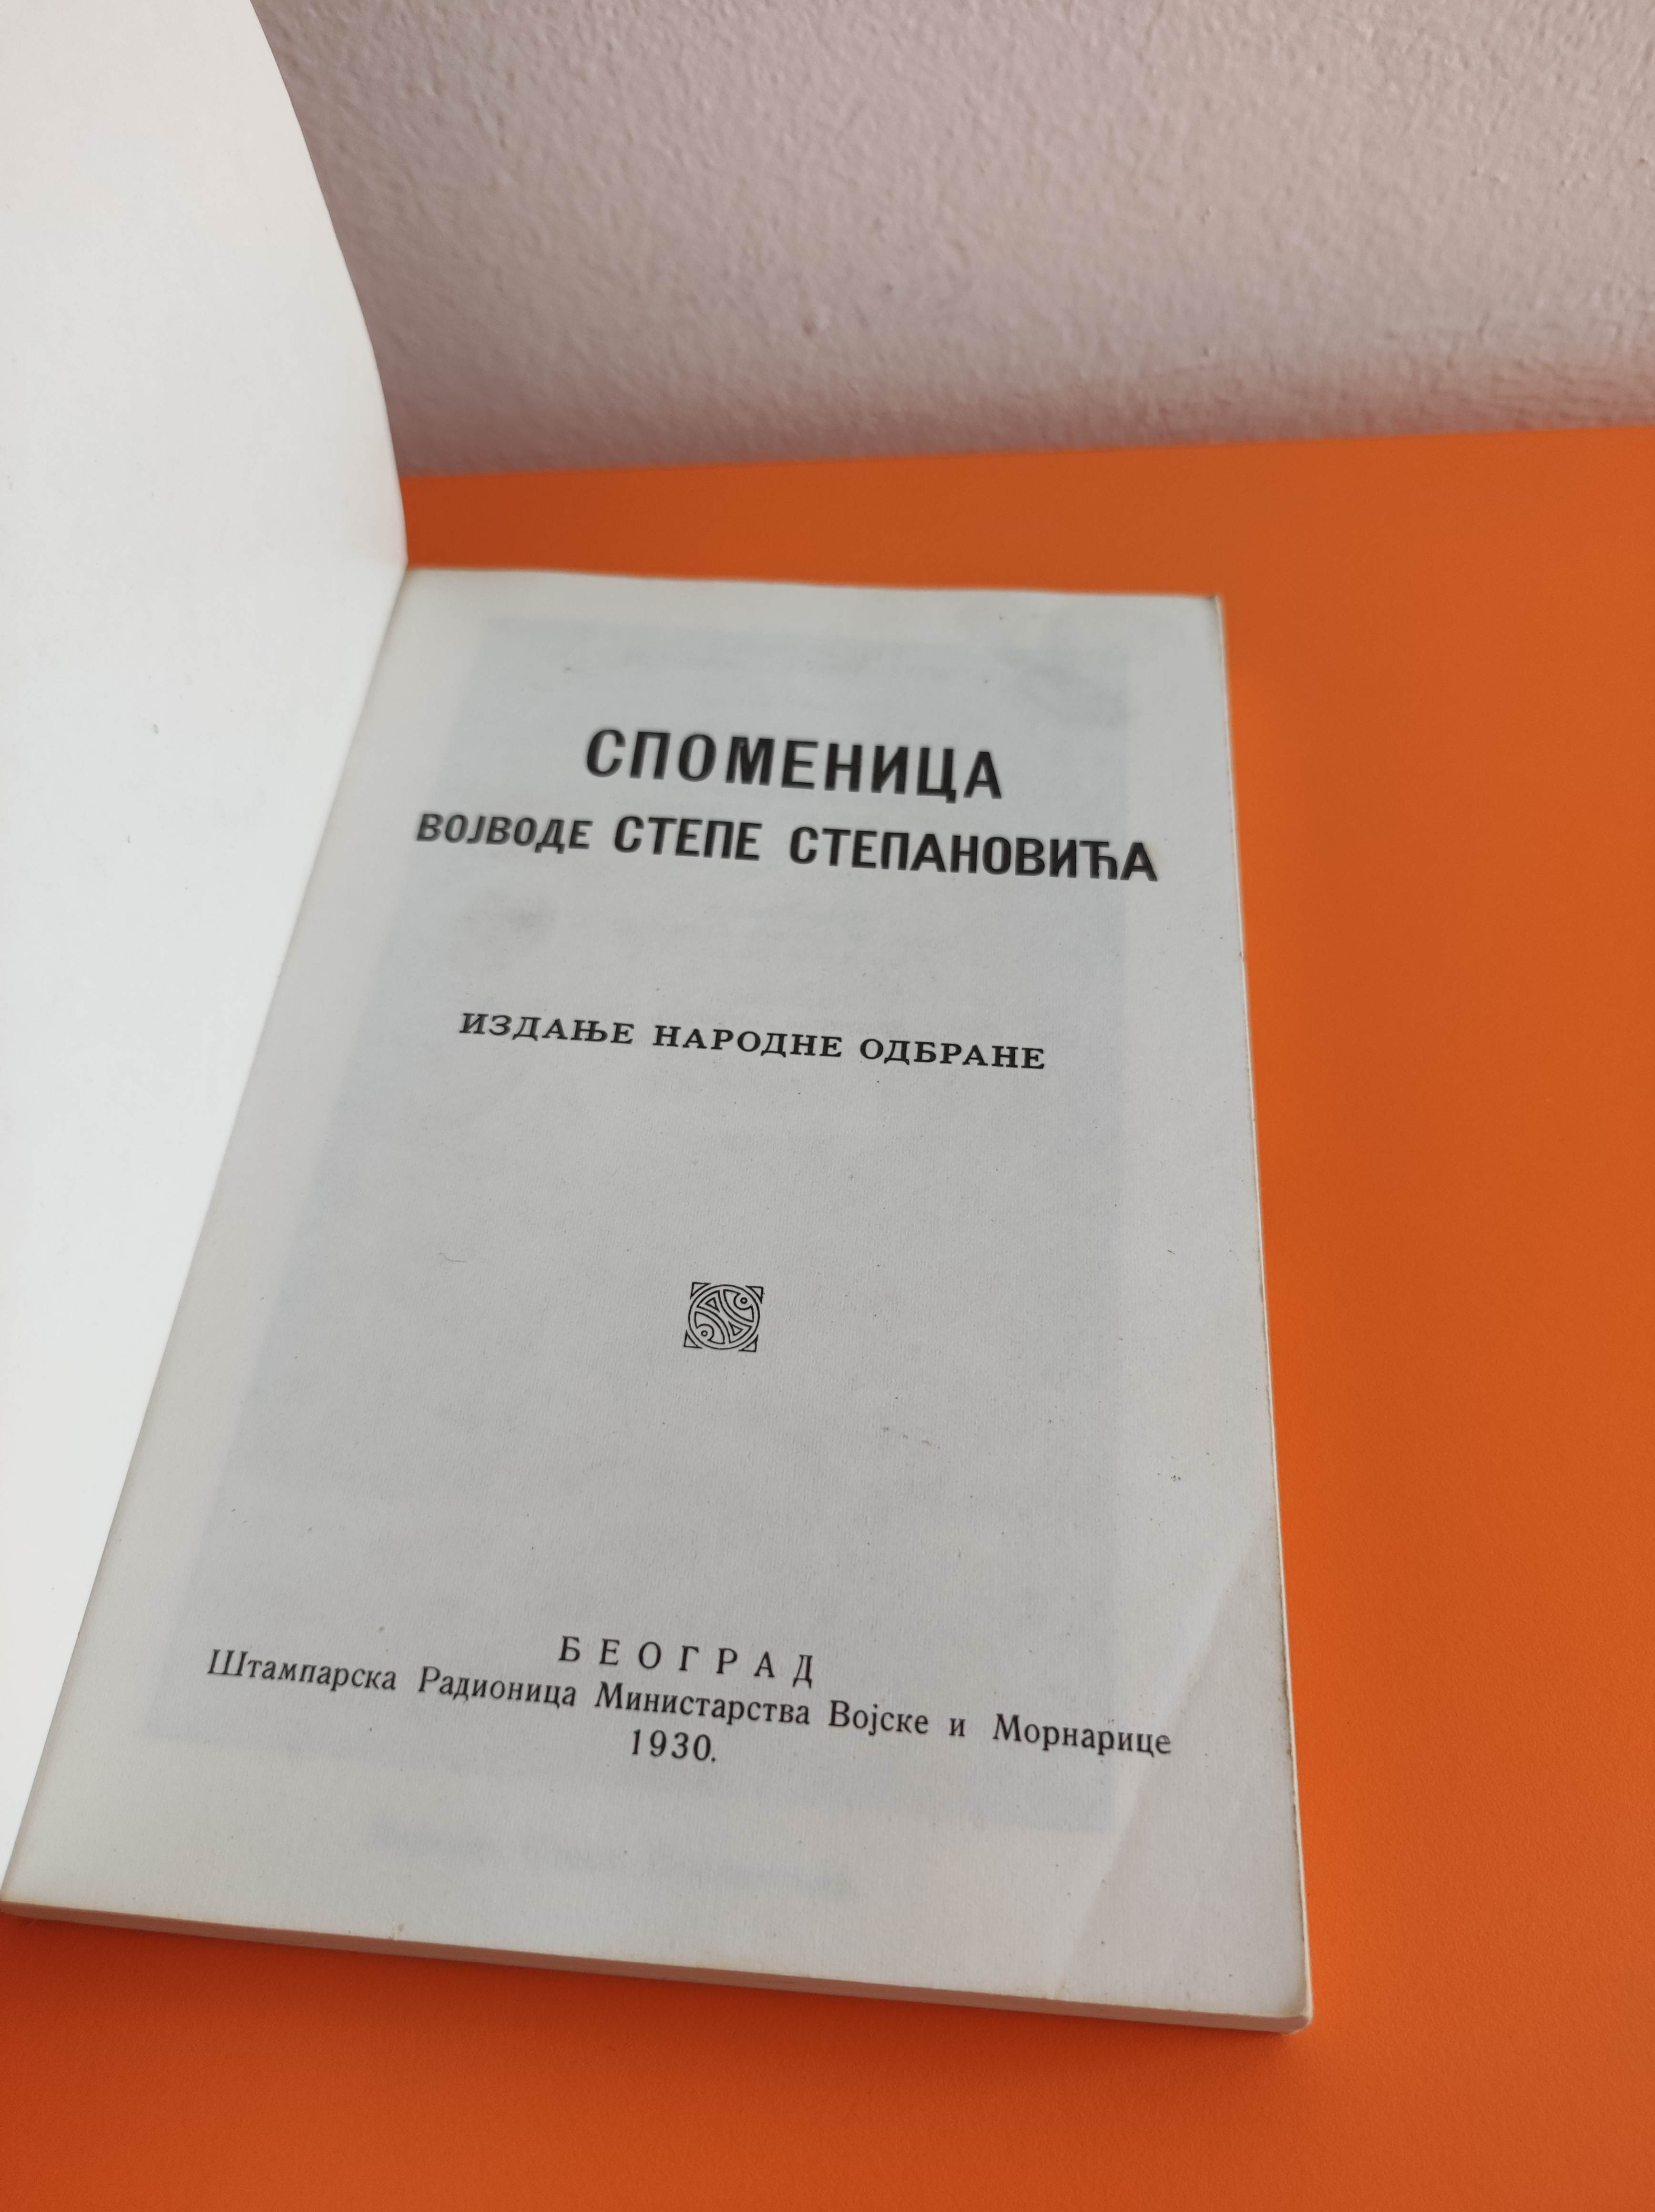 СПОМЕНИЦА
ВОЈВОДЕ СТЕПЕ СТЕПАНОВИЋА
ИЗДАЊЕ НАРОДНЕ ОДБРАНЕ
БЕОГРАД
Штампарска Радионица Министарства Војске и Морнарице
1930.